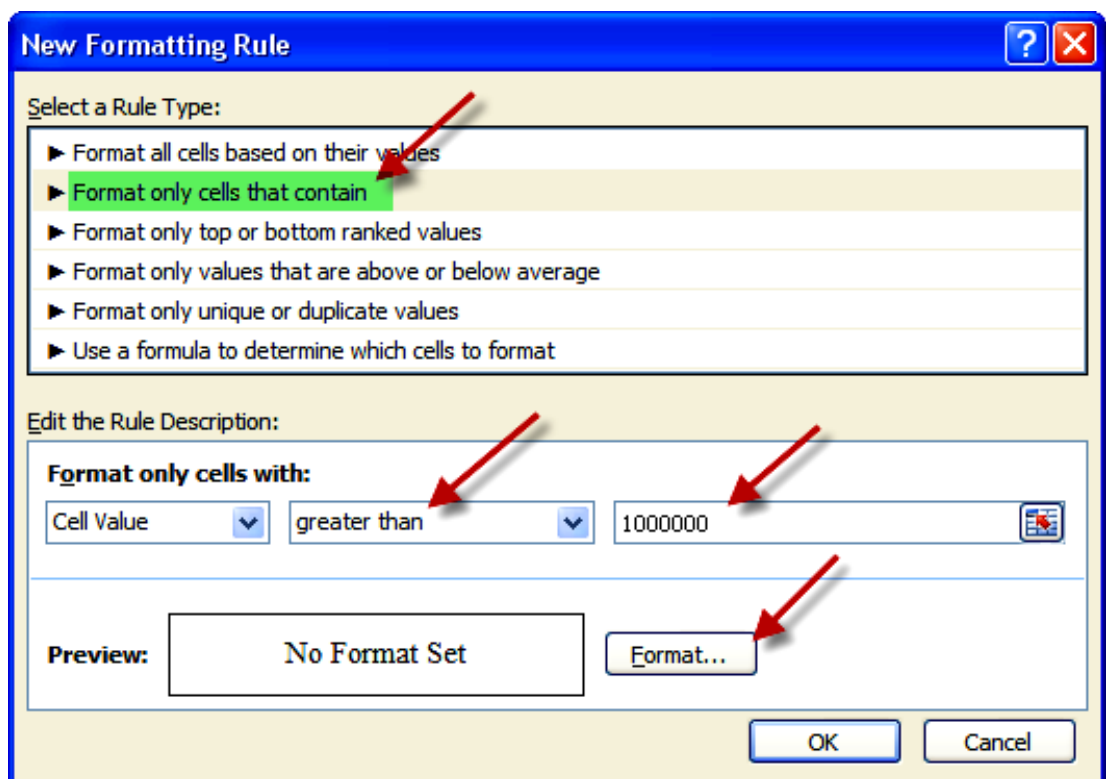 New Formatting Rule
Select a Rule Type:
► Format all cells based on their values
► Format only cells that contain
► Format only top or bottom ranked values
► Format only values that are above or below average
► Format only unique or duplicate values
► Use a formula to determine which cells to format
Edit the Rule Description:
Format only cells with:
Cell Value greater than 1000000
Preview: No Format Set Format...
OK Cancel